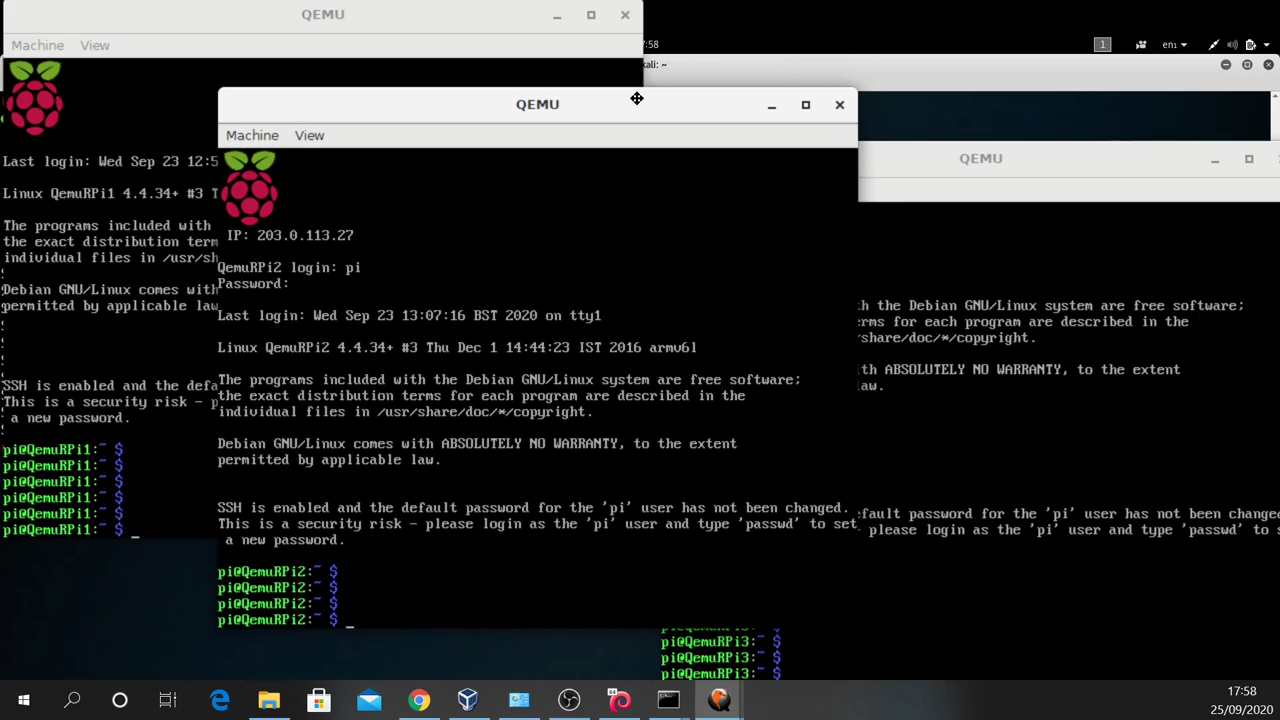 QEMU
Machine View
Last login: Wed Sep 23 12:5
Linux QemuRPi1 4.4.34+ #3 T
The programs included with
the exact distribution term
individual files in /usr/sh
Debian GNU/Linux comes with
permitted by applicable law
SSH is enabled and the defa
This is a security risk - p
a new password.
pi@QemuRPi1:~ $
pi@QemuRPi1:~ $
pi@QemuRPi1:~ $
pi@QemuRPi1:~ $
pi@QemuRPi1:~ $
pi@QemuRPi1:~ $ _
QEMU
Machine View
IP: 203.0.113.27
QemuRPi2 login: pi
Password:
Last login: Wed Sep 23 13:07:16 BST 2020 on tty1
Linux QemuRPi2 4.4.34+ #3 Thu Dec 1 14:44:23 IST 2016 armv6l
The programs included with the Debian GNU/Linux system are free software;
the exact distribution terms for each program are described in the
individual files in /usr/share/doc/*/copyright.
Debian GNU/Linux comes with ABSOLUTELY NO WARRANTY, to the extent
permitted by applicable law.
SSH is enabled and the default password for the 'pi' user has not been changed.
This is a security risk - please login as the 'pi' user and type 'passwd' to set
a new password.
pi@QemuRPi2:~ $
pi@QemuRPi2:~ $
pi@QemuRPi2:~ $
pi@QemuRPi2:~ $ _
:58
1
en1
kali: ~
QEMU
th the Debian GNU/Linux system are free software;
erms for each program are described in the
/share/doc/*/copyright.
ith ABSOLUTELY NO WARRANTY, to the extent
law.
efault password for the 'pi' user has not been changed
please login as the 'pi' user and type 'passwd' to s
pi@QemuRPi3:~ $
pi@QemuRPi3:~ $
pi@QemuRPi3:~ $
pi@QemuRPi3:~ $
17:58
25/09/2020